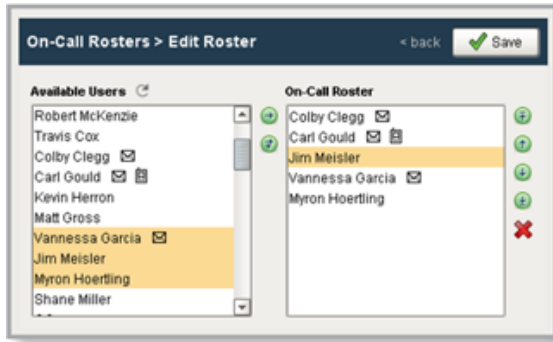 On-Call Rosters > Edit Roster
< back
Save
Available Users
Robert McKenzie
Travis Cox
Colby Clegg
Carl Gould
Kevin Herron
Matt Gross
Vannessa Garcia
Jim Meisler
Myron Hoertling
Shane Miller
On-Call Roster
Colby Clegg
Carl Gould
Jim Meisler
Vannessa Garcia
Myron Hoertling